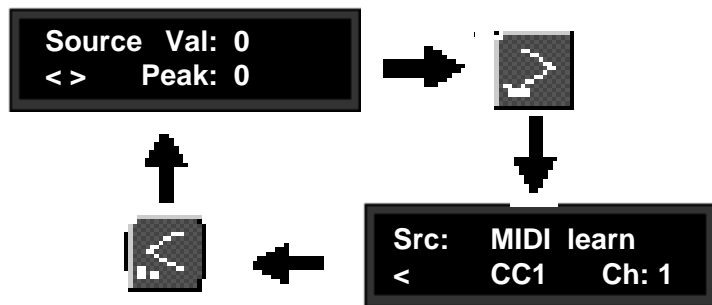 Source Val: 0
< > Peak: 0
Src: MIDI learn
< CC1 Ch: 1